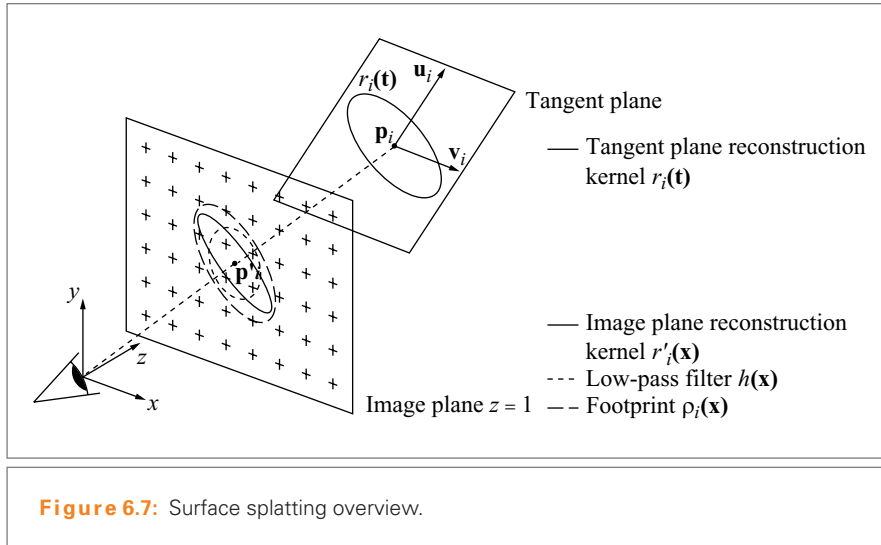 u_i
r_i(t)
Tangent plane
p_i
v_i
Tangent plane reconstruction
kernel r_i(t)
p'_i
y
z
x
Image plane z = 1
Image plane reconstruction
kernel r'_i(x)
Low-pass filter h(x)
Footprint ρ_i(x)
Figure 6.7: Surface splatting overview.